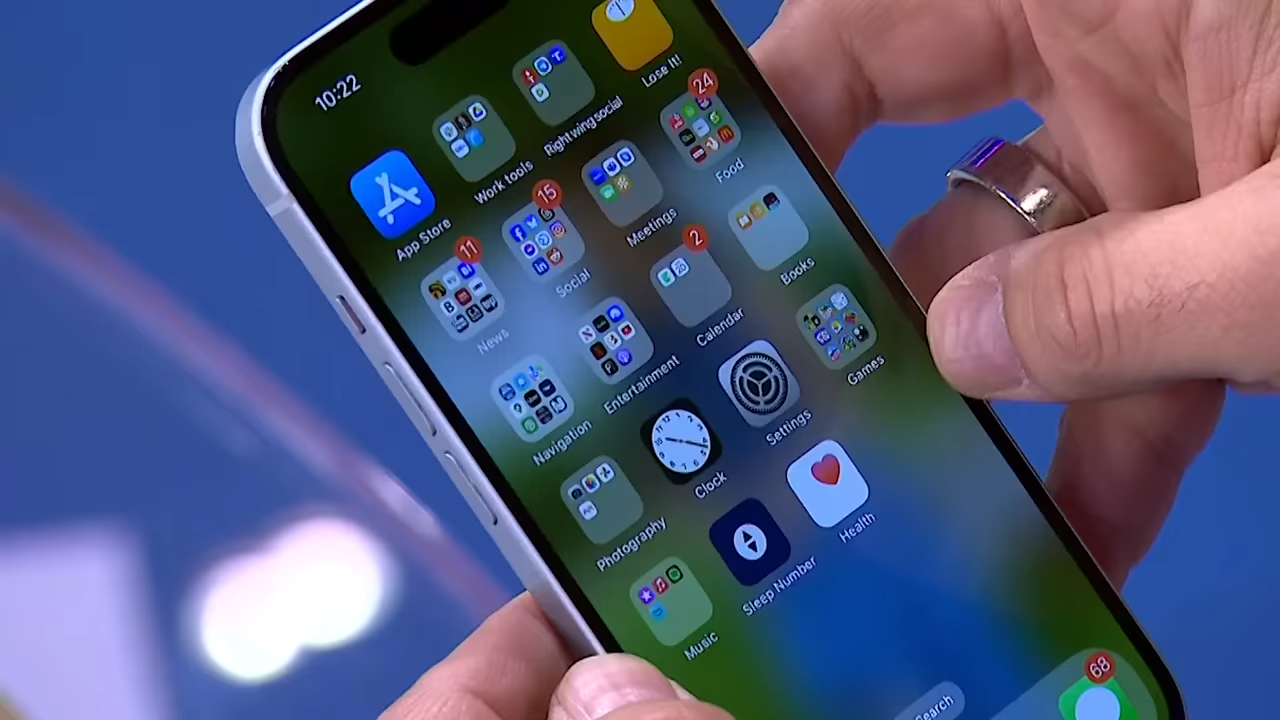 10:22
App Store
Work tools
Right wing social
Lose It!
11
News
15
Social
Meetings
24
Food
Navigation
Entertainment
2
Calendar
Books
Photography
Clock
Settings
Games
Music
Sleep Number
Health
Search
68